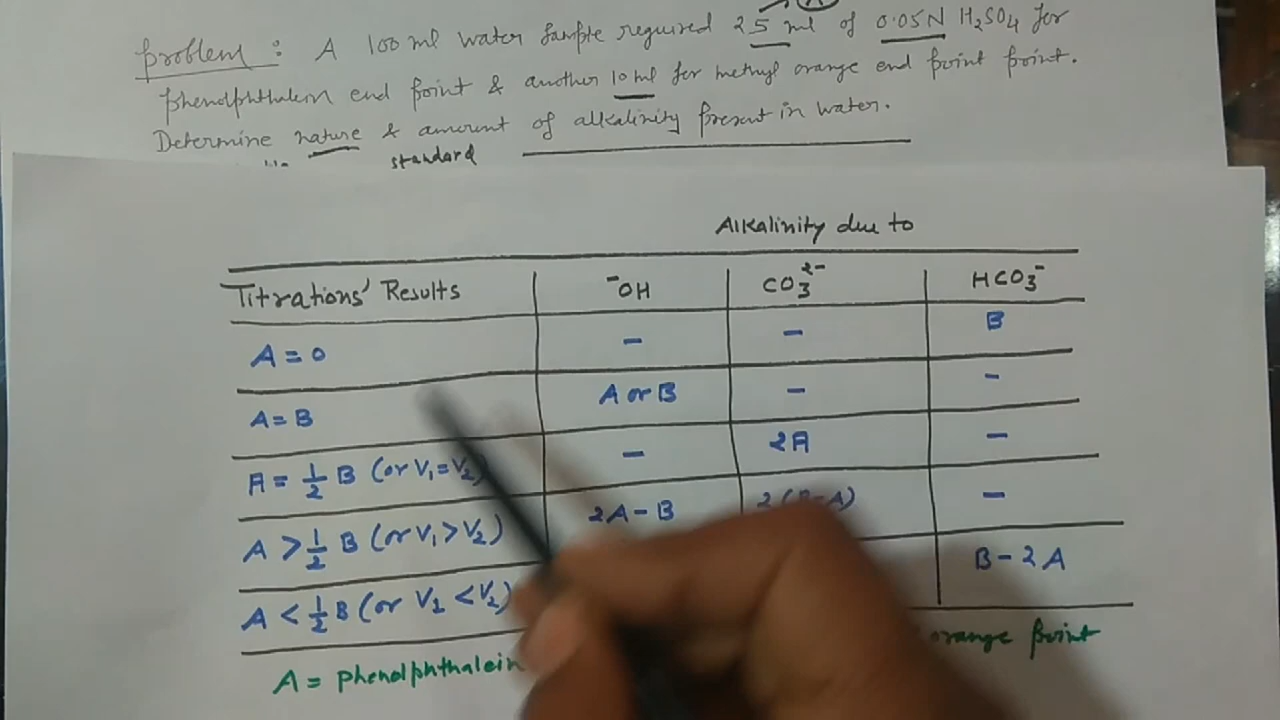 A
problem : A 100 ml water sample required 25 ml of 0.05N H₂SO₄ for
phenolphthalein end point & another 10 ml for methyl orange end point point.
Determine nature & amount of alkalinity present in water.
standard
Alkalinity due to
Titrations' Results ⁻OH CO₃²⁻ HCO₃⁻
A = 0 - - B
A = B A or B - -
A = 1/2 B (or V₁=V₂) - 2A -
A > 1/2 B (or V₁>V₂) 2A-B 2(B-A) -
A < 1/2 B (or V₁<V₂) B-2A
A = phenolphthalein orange point